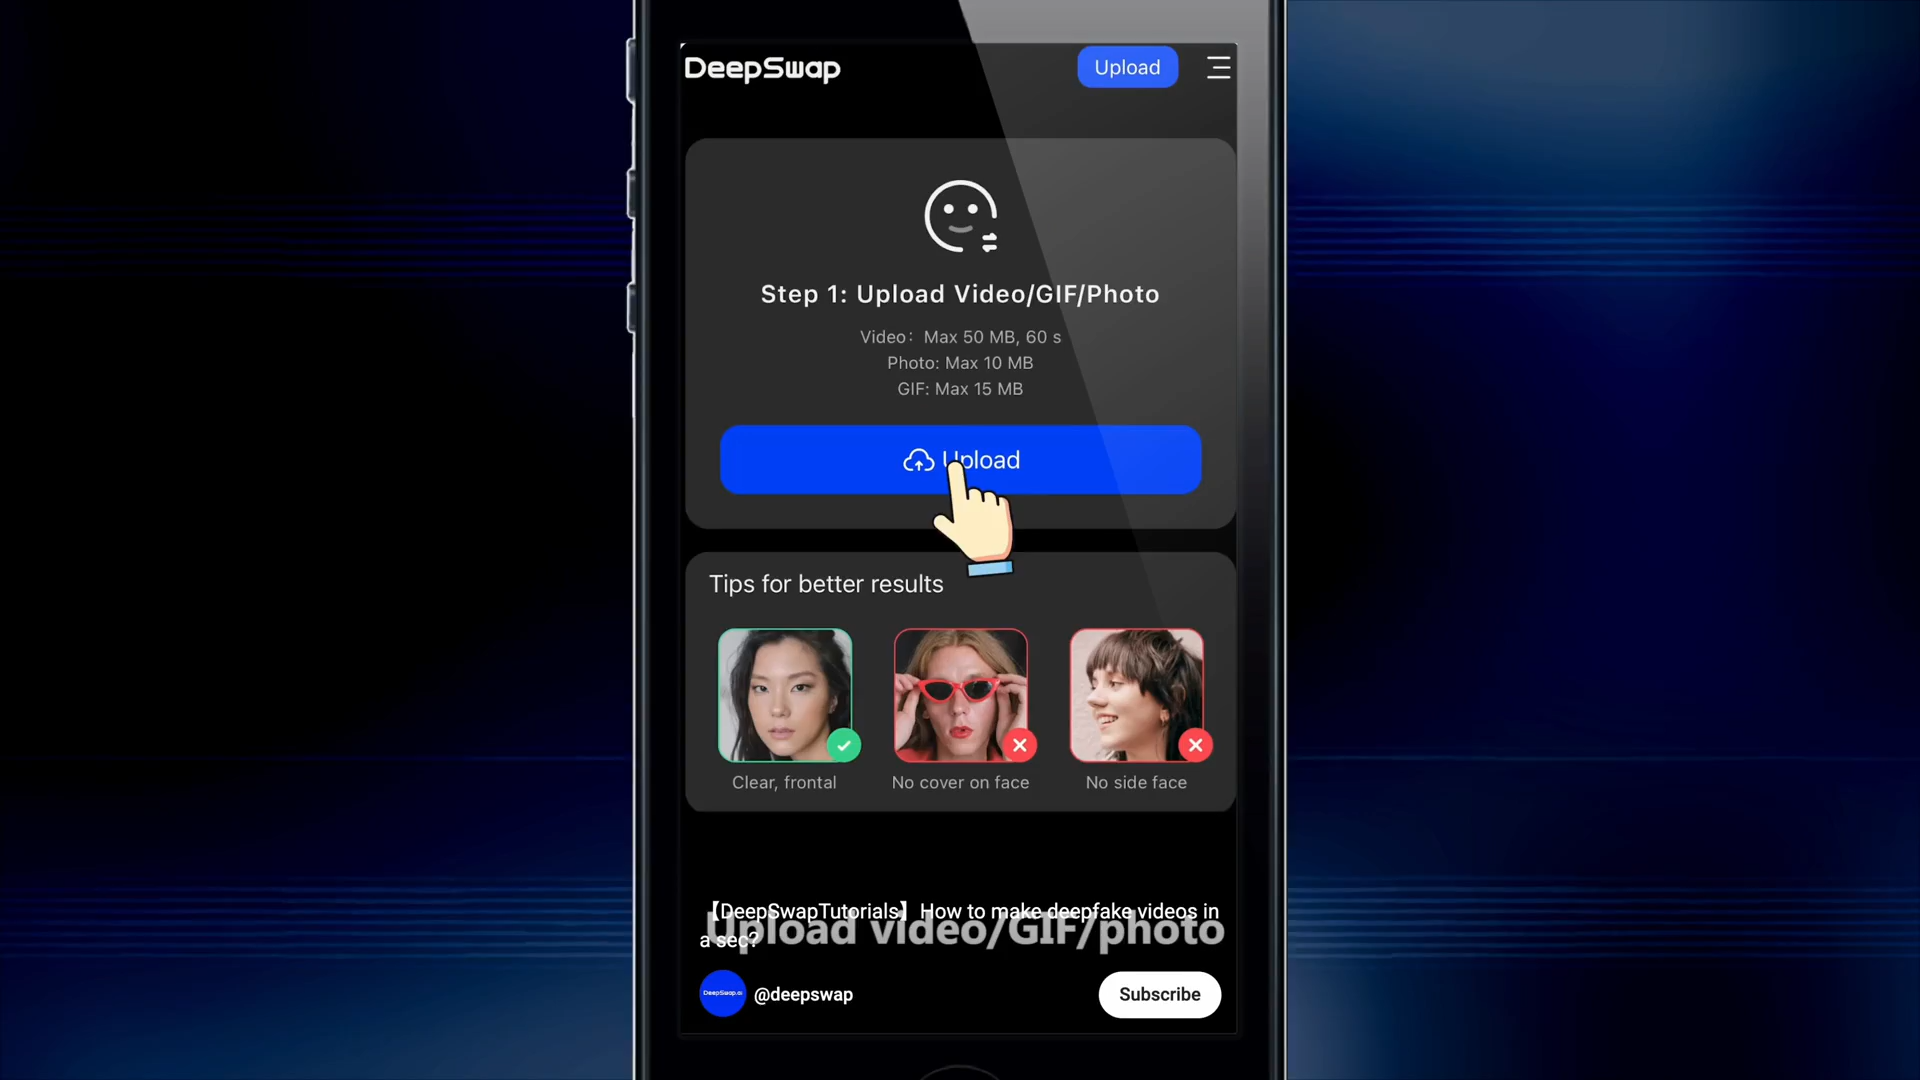 DeepSwap
Upload
Step 1: Upload Video/GIF/Photo
Video: Max 50 MB, 60 s
Photo: Max 10 MB
GIF: Max 15 MB
Upload
Tips for better results
Clear, frontal
No cover on face
No side face
【DeepSwapTutorials】How to make deepfake videos in
a sec?
Upload video/GIF/photo
DeepSwap.ai
@deepswap
Subscribe